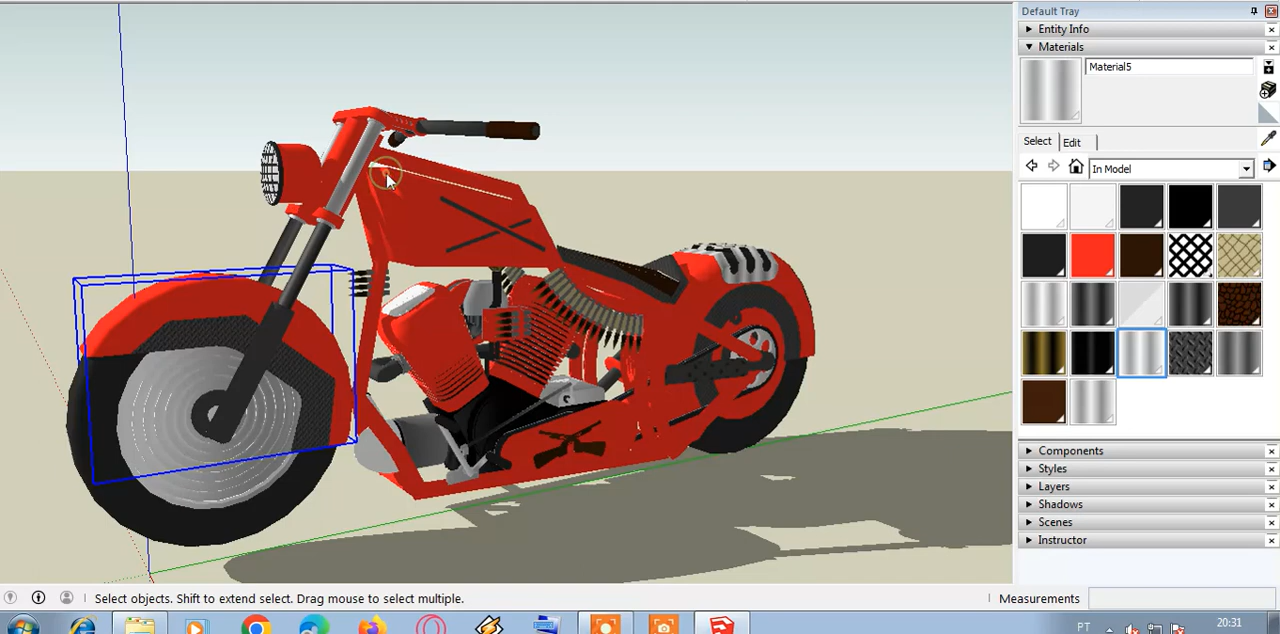 Default Tray
Entity Info
Materials
Material5
Select
Edit
In Model
Components
Styles
Layers
Shadows
Scenes
Instructor
Select objects. Shift to extend select. Drag mouse to select multiple.
Measurements
PT
20:31